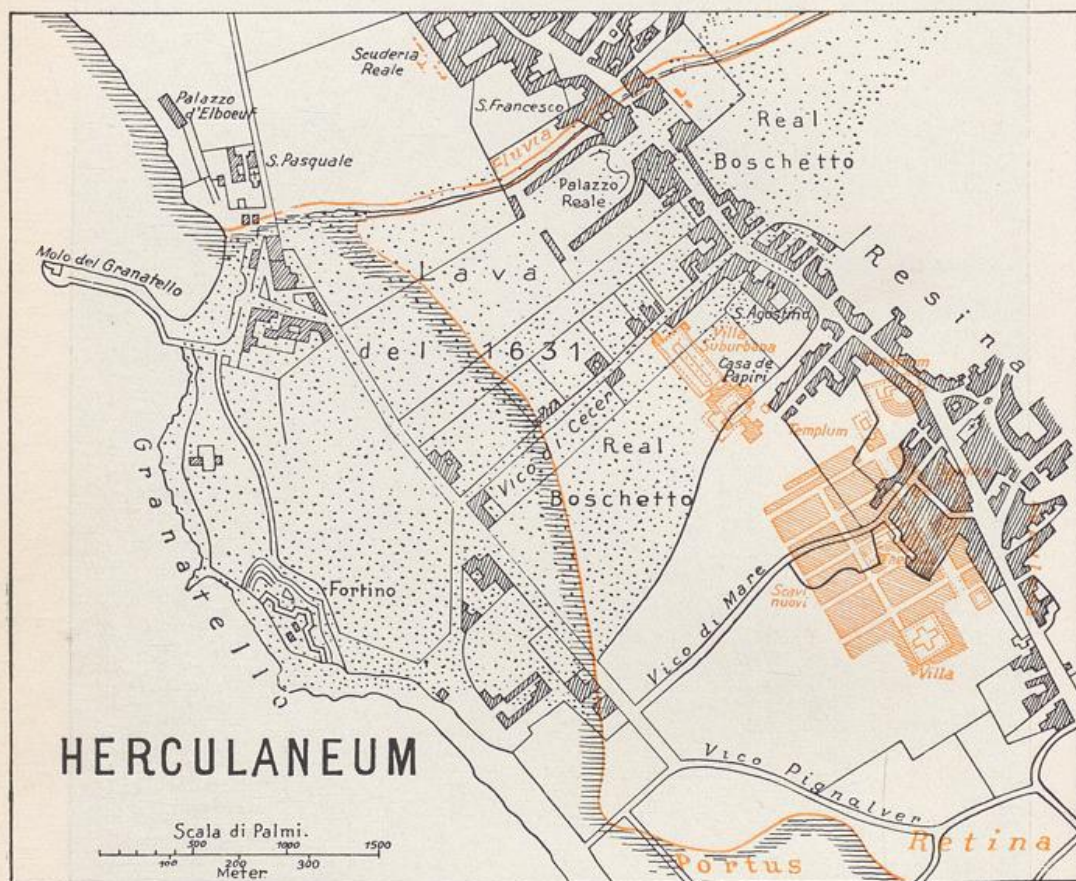 Scuderia
Reale
Palazzo
d'Elboeuf
S. Francesco
Real
Boschetto
S. Pasquale
Fluvia
Palazzo
Reale
Molo del Granatello
Resina
Lava
del 1631
S. Agostino
Villa
Suburbana
Casa de
Papiri
Templum
Granatello
Vico d. Ceceri
Real
Boschetto
Fortino
Scavi
nuovi
Vico di Mare
Villa
HERCULANEUM
Vico Pignalver
Retina
Portus
Scala di Palmi.
500 1000 1500
100 200 300
Meter